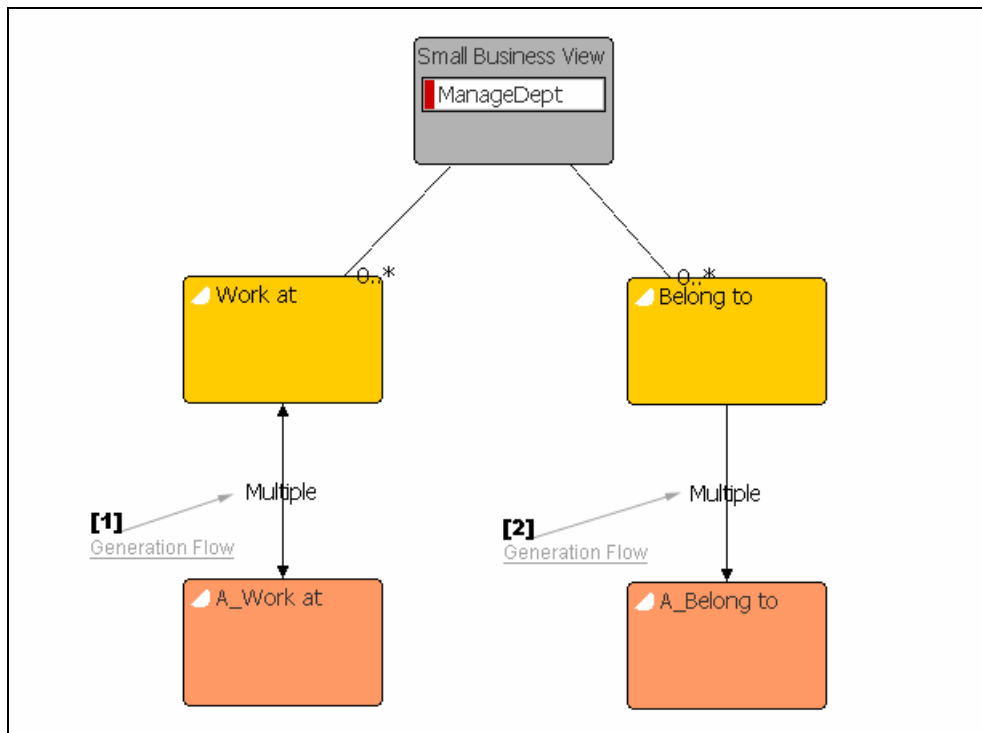 Small Business View
ManageDept
0..*
0..*
Work at
Belong to
Multiple
Multiple
[1]
Generation Flow
[2]
Generation Flow
A_Work at
A_Belong to